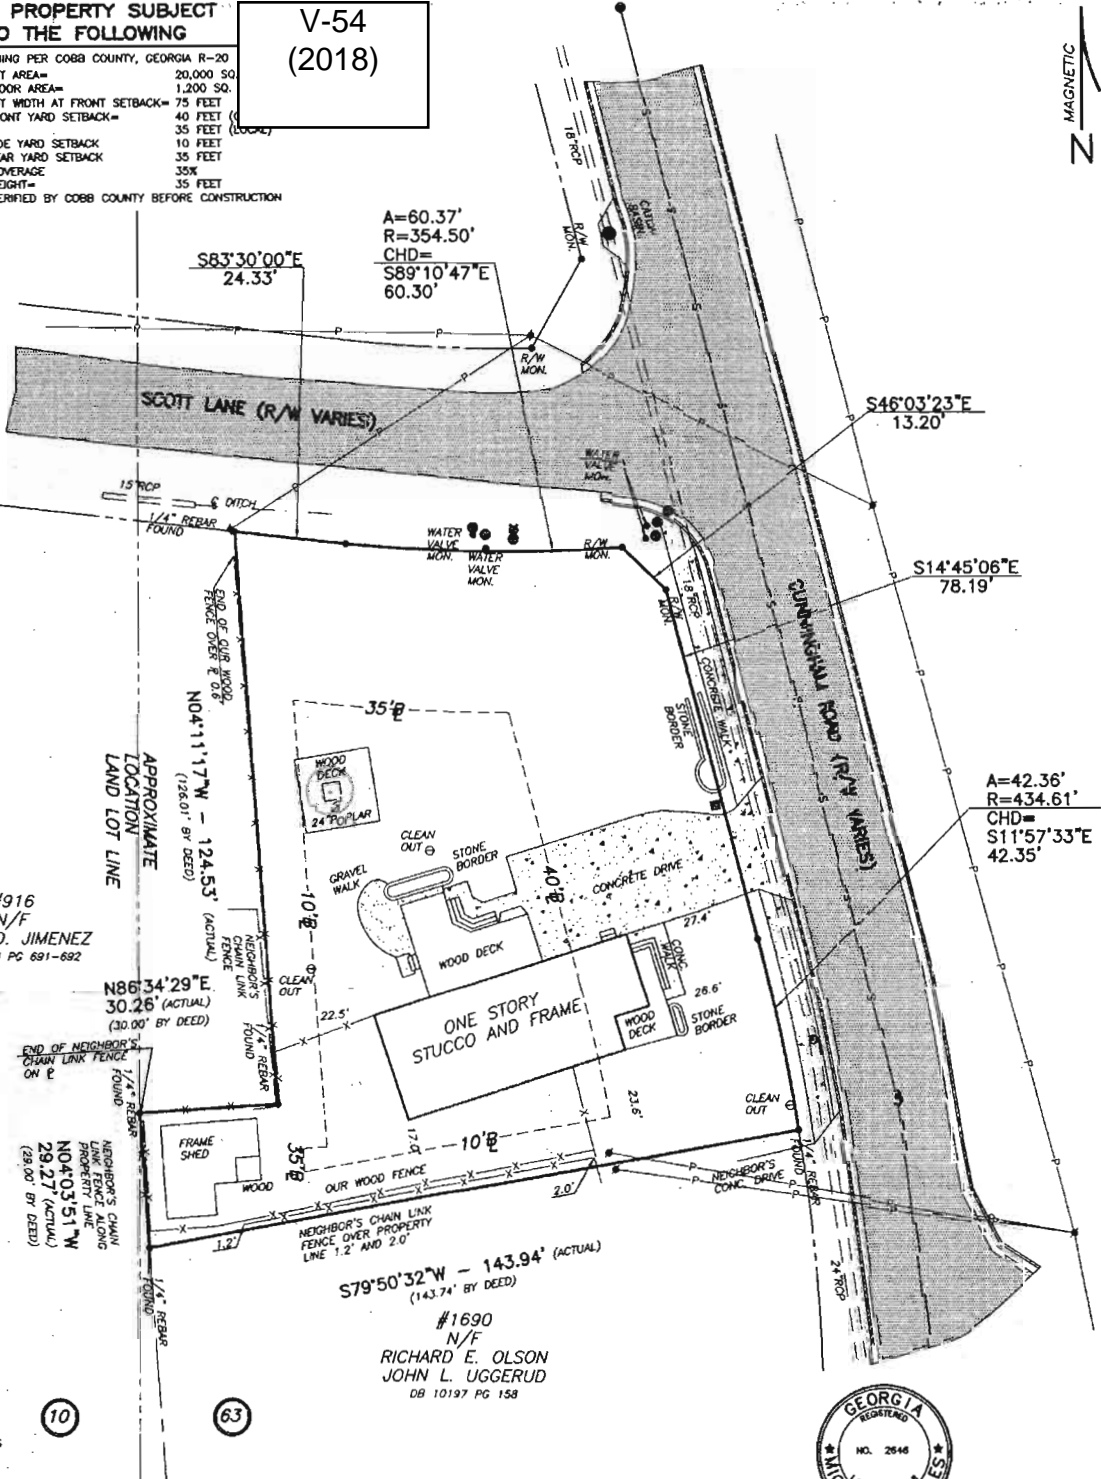 PROPERTY SUBJECT
THE FOLLOWING
V-54
(2018)
PER COBB COUNTY, GEORGIA R-20
AREA= 20,000 SQ.
AREA= 1,200 SQ.
WIDTH AT FRONT SETBACK= 75 FEET
YARD SETBACK= 40 FEET
35 FEET (LOCAL)
YARD SETBACK 10 FEET
YARD SETBACK 35 FEET
35%
35 FEET
BY COBB COUNTY BEFORE CONSTRUCTION
MAGNETIC
N
18"RCP
CATCH
BASIN
R/W
MON.
A=60.37'
R=354.50'
CHD=
S89°10'47"E
60.30'
S83°30'00"E
24.33'
R/W
MON.
SCOTT LANE (R/W VARIES)
S46°03'23"E
13.20'
WATER
VALVE
MON.
15"RCP
℄ DITCH
1/4" REBAR
FOUND
WATER
VALVE
MON.
WATER
VALVE
MON.
R/W
MON.
R/W
MON.
18"RCP
S14°45'06"E
78.19'
CUNNINGHAM ROAD (R/W VARIES)
END OF OUR WOOD
FENCE OVER ℄ 0.6'
CONCRETE WALK
STONE
BORDER
N04°11'17"W - 124.53' (ACTUAL)
(126.01' BY DEED)
APPROXIMATE
LOCATION
LAND LOT LINE
35'BL
WOOD
DECK
24"POPLAR
CLEAN
OUT
STONE
BORDER
GRAVEL
WALK
10'BL
40'BL
CONCRETE DRIVE
A=42.36'
R=434.61'
CHD=
S11°57'33"E
42.35'
916
N/F
JIMENEZ
PG 691-692
NEIGHBOR'S
CHAIN LINK
FENCE
CLEAN
OUT
WOOD DECK
27.4'
CONC.
WALK
26.6'
N86°34'29"E
30.26' (ACTUAL)
(30.00' BY DEED)
22.5'
ONE STORY
STUCCO AND FRAME
WOOD
DECK
STONE
BORDER
1/4" REBAR
FOUND
END OF NEIGHBOR'S
CHAIN LINK FENCE
ON ℄
1/4" REBAR
FOUND
FRAME
SHED
WOOD
35'BL
17.0'
10'BL
23.6'
CLEAN
OUT
1/4" REBAR
FOUND
NEIGHBOR'S CHAIN
LINK FENCE ALONG
PROPERTY LINE
N04°03'51"W
29.27' (ACTUAL)
(29.00' BY DEED)
OUR WOOD FENCE
2.0'
1.2'
NEIGHBOR'S
CONC. DRIVE
NEIGHBOR'S CHAIN LINK
FENCE OVER PROPERTY
LINE 1.2' AND 2.0'
S79°50'32"W - 143.94' (ACTUAL)
(143.74' BY DEED)
1/4" REBAR
FOUND
24"RCP
#1690
N/F
RICHARD E. OLSON
JOHN L. UGGERUD
DB 10197 PG 158
10
63
GEORGIA
REGISTERED
NO. 2646